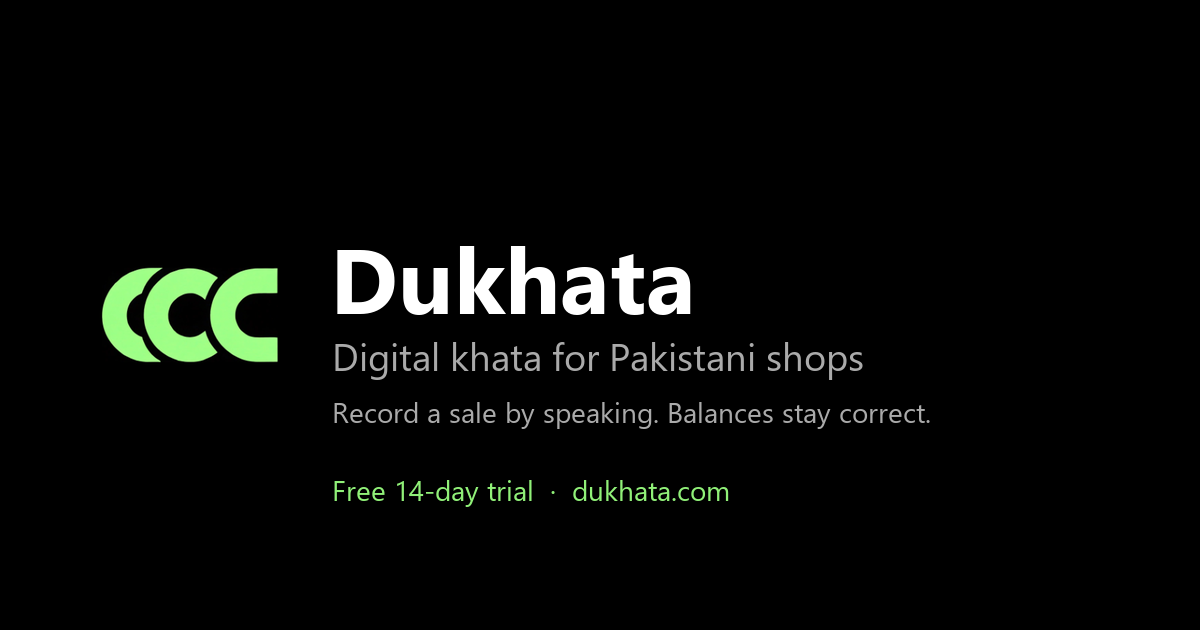 Dukhata
Digital khata for Pakistani shops
Record a sale by speaking. Balances stay correct.
Free 14-day trial · dukhata.com